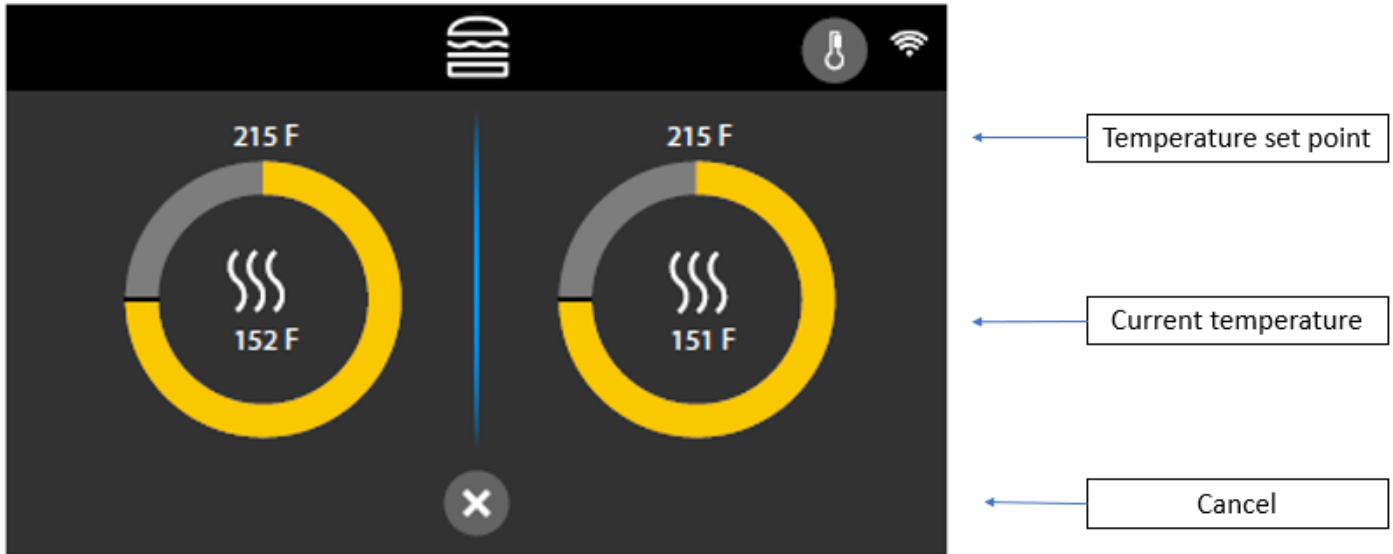 215 F
215 F
Temperature set point
152 F
151 F
Current temperature
Cancel